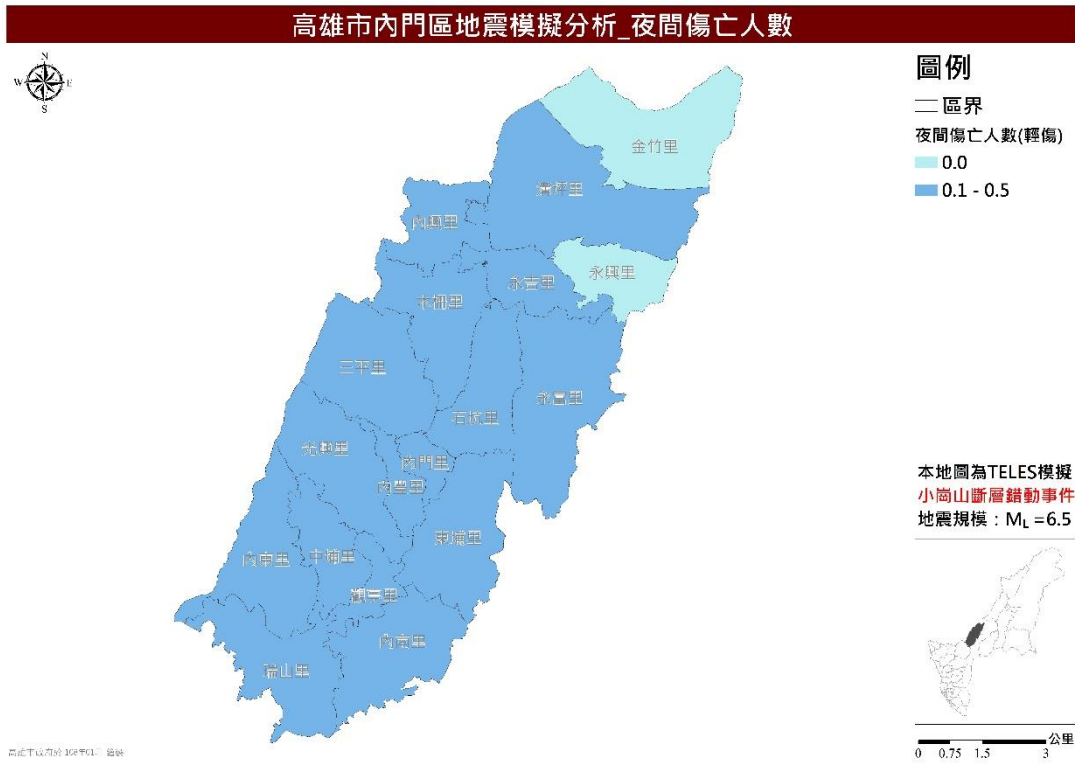 高雄市內門區地震模擬分析_夜間傷亡人數
N
W
E
S
圖例
區界
夜間傷亡人數(輕傷)
0.0
0.1 - 0.5
金竹里
溝坪里
內興里
永興里
永吉里
木柵里
三平里
永富里
石坑里
光興里
內門里
內豐里
東埔里
內東里
中埔里
觀亭里
內南里
瑞山里
本地圖為TELES模擬
小崗山斷層錯動事件
地震規模：ML =6.5
公里
0 0.75 1.5 3